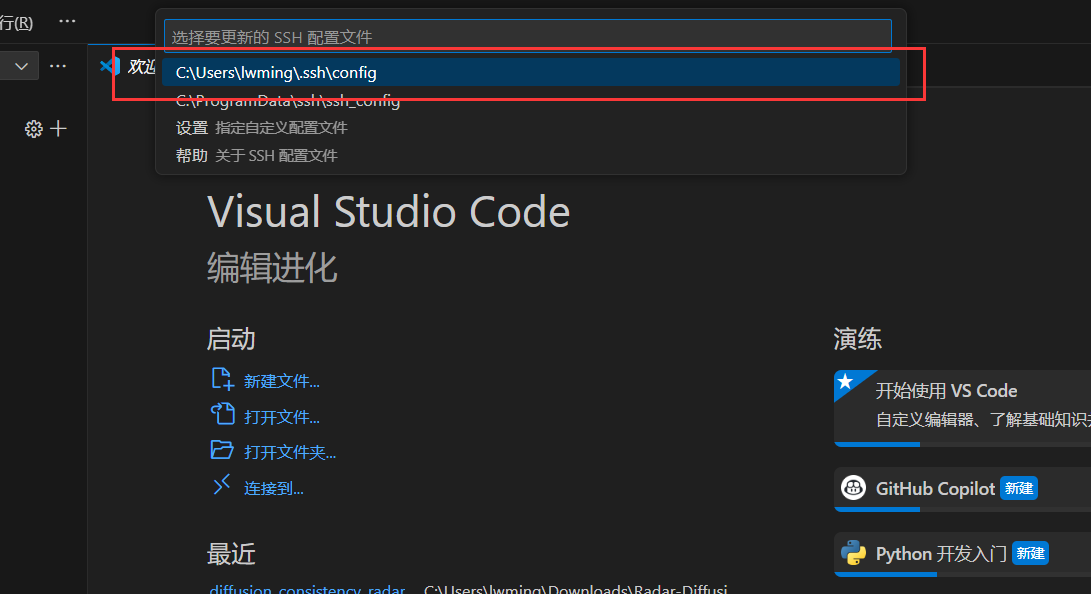 行(R) ···
选择要更新的 SSH 配置文件
欢迎
C:\Users\lwming\.ssh\config
C:\ProgramData\ssh\ssh_config
设置 指定自定义配置文件
帮助 关于 SSH 配置文件
Visual Studio Code
编辑进化
启动
新建文件...
打开文件...
打开文件夹...
连接到...
最近
diffusion_consistency_radar C:\Users\lwming\Downloads\Radar-Diffusi
演练
开始使用 VS Code
自定义编辑器、了解基础知识并
GitHub Copilot 新建
Python 开发入门 新建